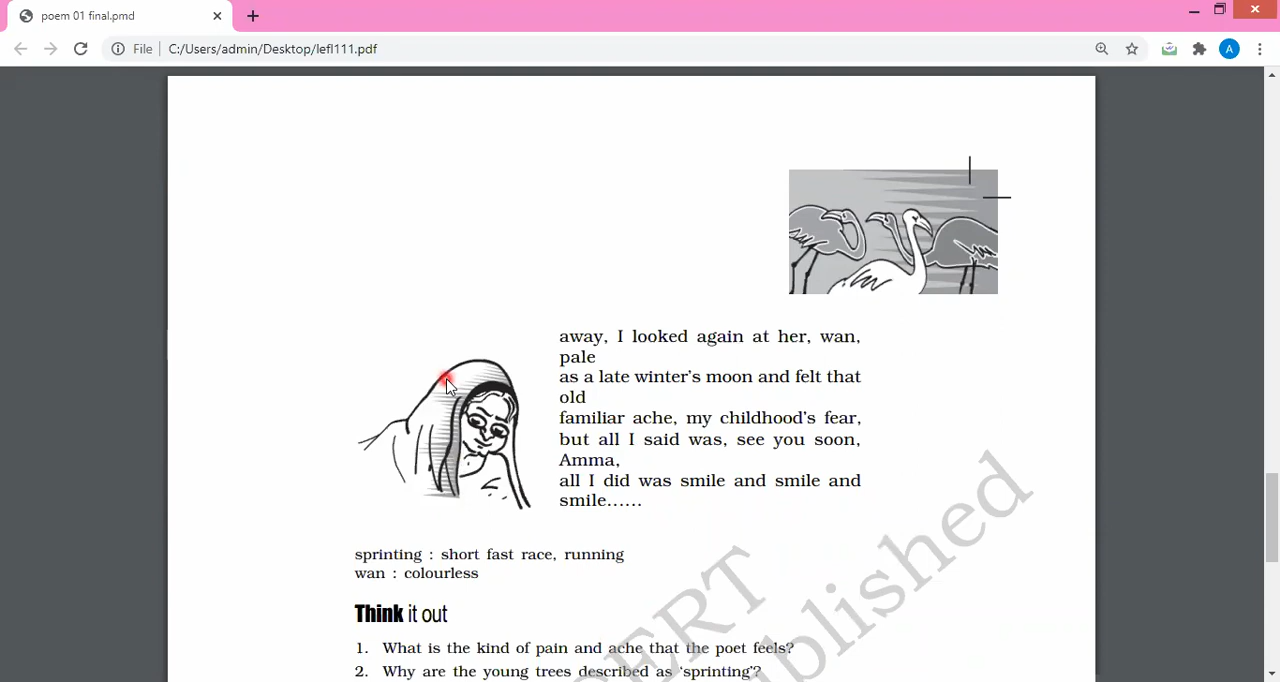 poem 01 final.pmd
File
C:/Users/admin/Desktop/lefl111.pdf
A
away, I looked again at her, wan,
pale
as a late winter's moon and felt that
old
familiar ache, my childhood's fear,
but all I said was, see you soon,
Amma,
all I did was smile and smile and
smile......
sprinting : short fast race, running
wan : colourless
Think it out
1. What is the kind of pain and ache that the poet feels?
2. Why are the young trees described as 'sprinting'?